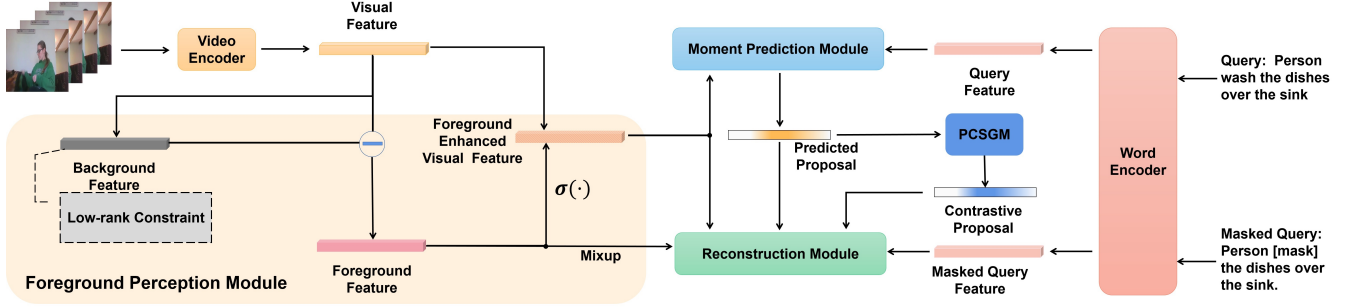 Visual
Feature
Video
Encoder
Moment Prediction Module
Query
Feature
Query: Person
wash the dishes
over the sink
Foreground
Enhanced
Visual Feature
Predicted
Proposal
PCSGM
Word
Encoder
Background
Feature
σ(·)
Low-rank Constraint
Contrastive
Proposal
Mixup
Reconstruction Module
Masked Query
Feature
Masked Query:
Person [mask]
the dishes over
the sink.
Foreground
Feature
Foreground Perception Module